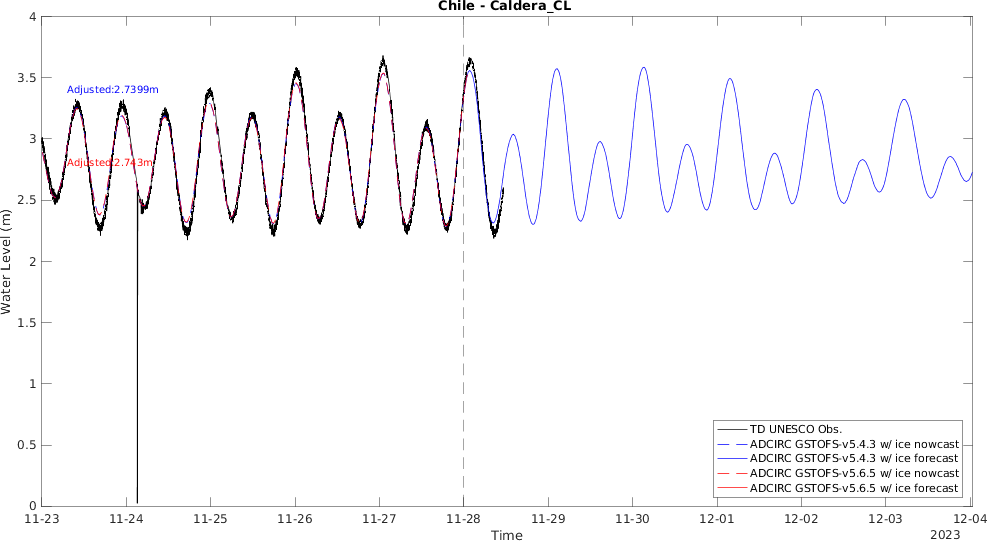 Chile - Caldera_CL
4
3.5
3
2.5
2
1.5
1
0.5
0
Water Level (m)
Adjusted:2.7399m
Adjusted:2.743m
TD UNESCO Obs.
ADCIRC GSTOFS-v5.4.3 w/ ice nowcast
ADCIRC GSTOFS-v5.4.3 w/ ice forecast
ADCIRC GSTOFS-v5.6.5 w/ ice nowcast
ADCIRC GSTOFS-v5.6.5 w/ ice forecast
11-23 11-24 11-25 11-26 11-27 11-28 11-29 11-30 12-01 12-02 12-03 12-04
Time
2023